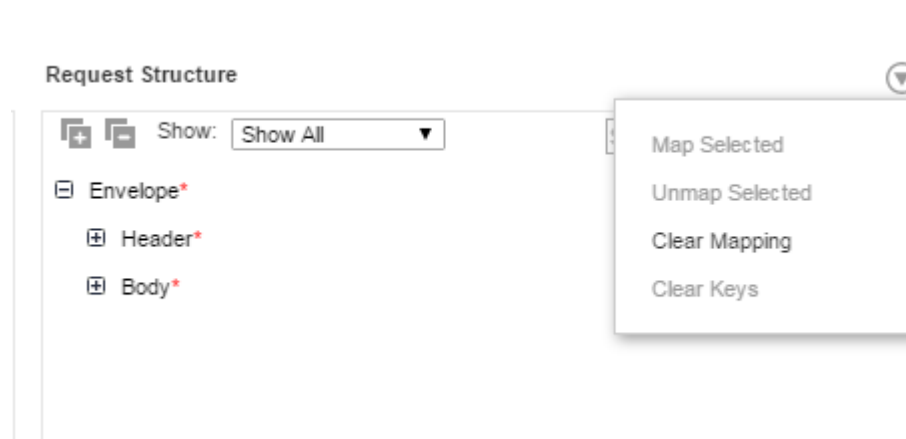 Request Structure
Show: Show All
Envelope*
Header*
Body*
Map Selected
Unmap Selected
Clear Mapping
Clear Keys